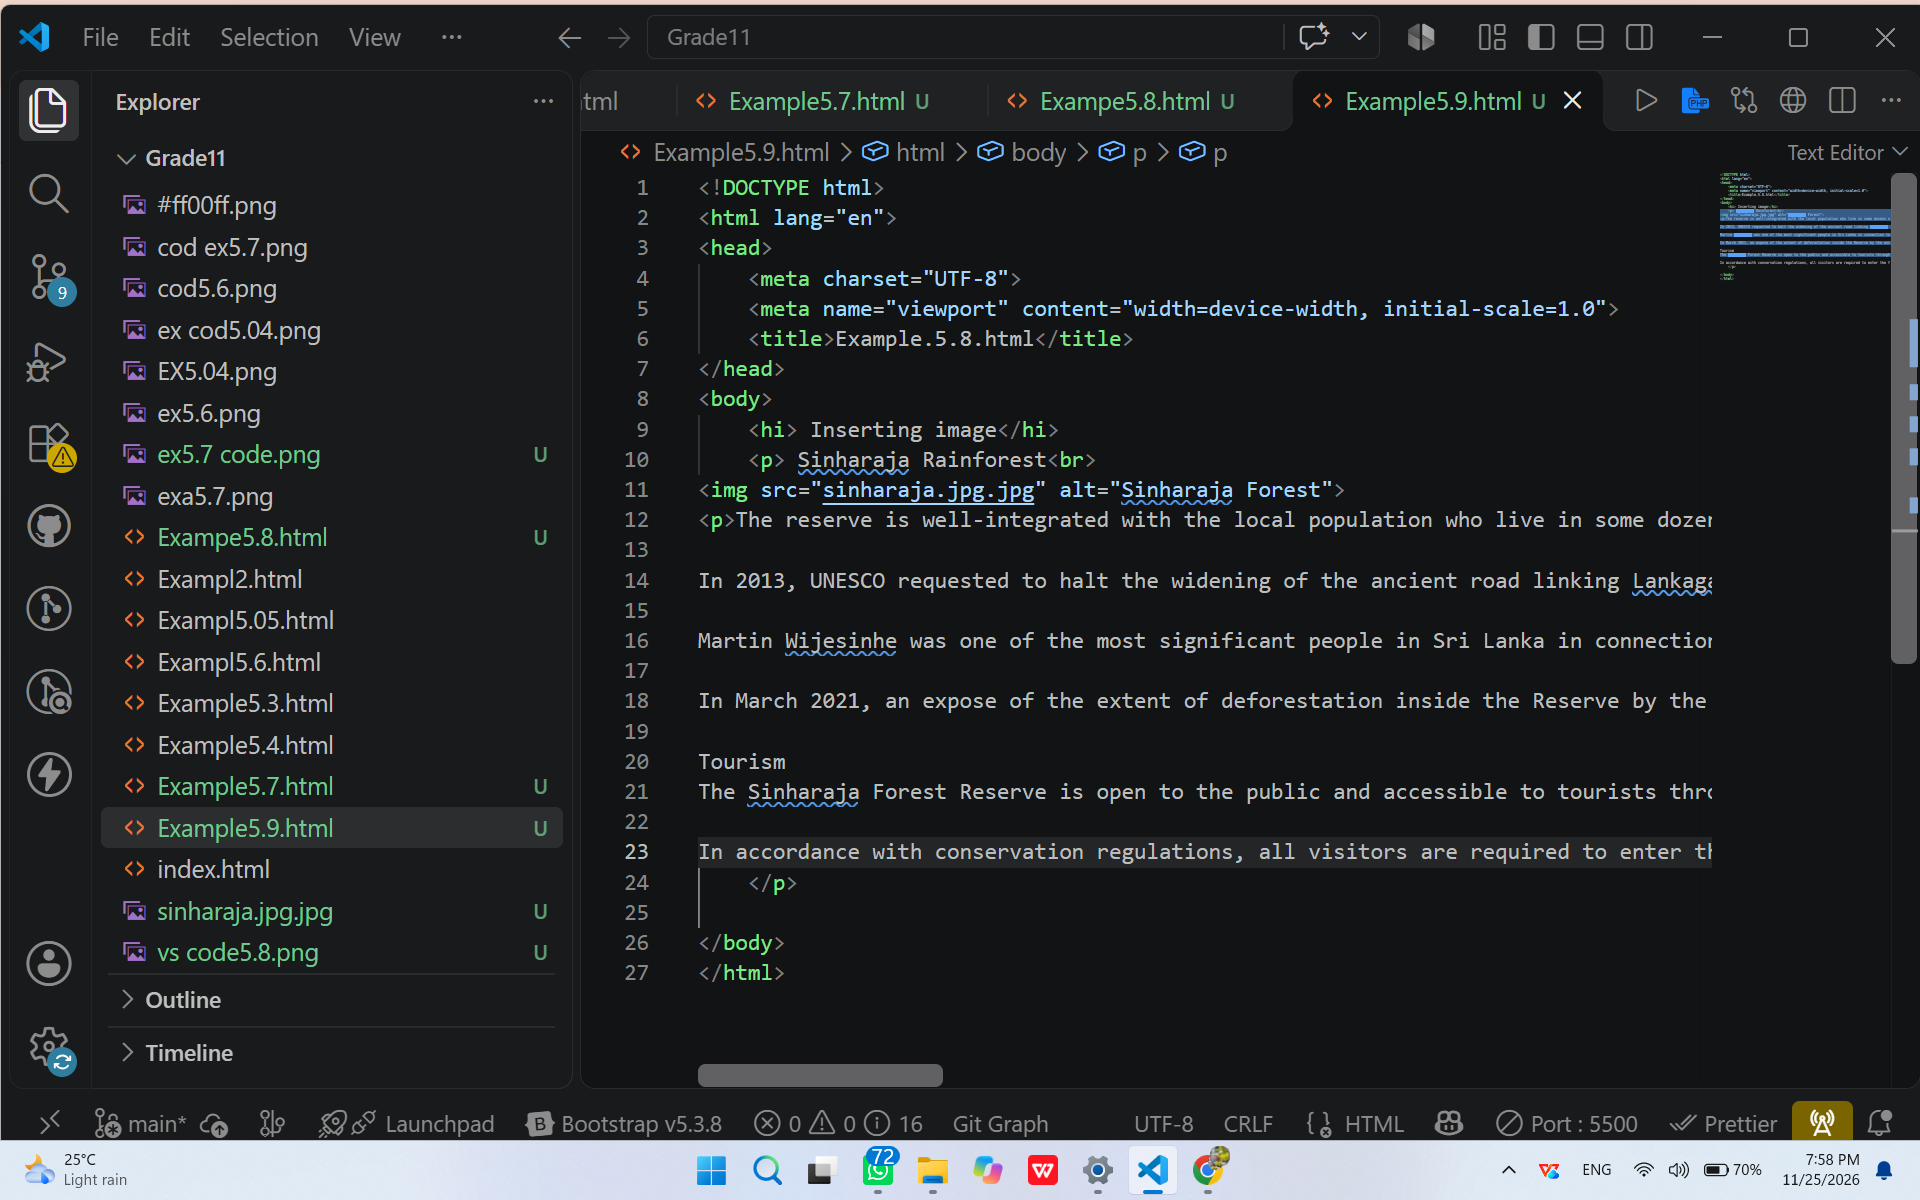 File Edit Selection View ··· Grade11
Explorer ···
Grade11
#ff00ff.png
cod ex5.7.png
cod5.6.png
ex cod5.04.png
EX5.04.png
ex5.6.png
ex5.7 code.png U
exa5.7.png
Exampe5.8.html U
Exampl2.html
Exampl5.05.html
Exampl5.6.html
Example5.3.html
Example5.4.html
Example5.7.html U
Example5.9.html U
index.html
sinharaja.jpg.jpg U
vs code5.8.png U
Outline
Timeline
9
tml Example5.7.html U Exampe5.8.html U Example5.9.html U PHP ···
Example5.9.html > html > body > p > p Text Editor
1 <!DOCTYPE html>
2 <html lang="en">
3 <head>
4 <meta charset="UTF-8">
5 <meta name="viewport" content="width=device-width, initial-scale=1.0">
6 <title>Example.5.8.html</title>
7 </head>
8 <body>
9 <hi> Inserting image</hi>
10 <p> Sinharaja Rainforest<br>
11 <img src="sinharaja.jpg.jpg" alt="Sinharaja Forest">
12 <p>The reserve is well-integrated with the local population who live in some dozen
13
14 In 2013, UNESCO requested to halt the widening of the ancient road linking Lankaga
15
16 Martin Wijesinhe was one of the most significant people in Sri Lanka in connection
17
18 In March 2021, an expose of the extent of deforestation inside the Reserve by the
19
20 Tourism
21 The Sinharaja Forest Reserve is open to the public and accessible to tourists thro
22
23 In accordance with conservation regulations, all visitors are required to enter th
24 </p>
25
26 </body>
27 </html>
main* Launchpad B Bootstrap v5.3.8 0 0 16 Git Graph UTF-8 CRLF {} HTML Port : 5500 Prettier
25°C
Light rain
72
ENG
70%
7:58 PM
11/25/2026